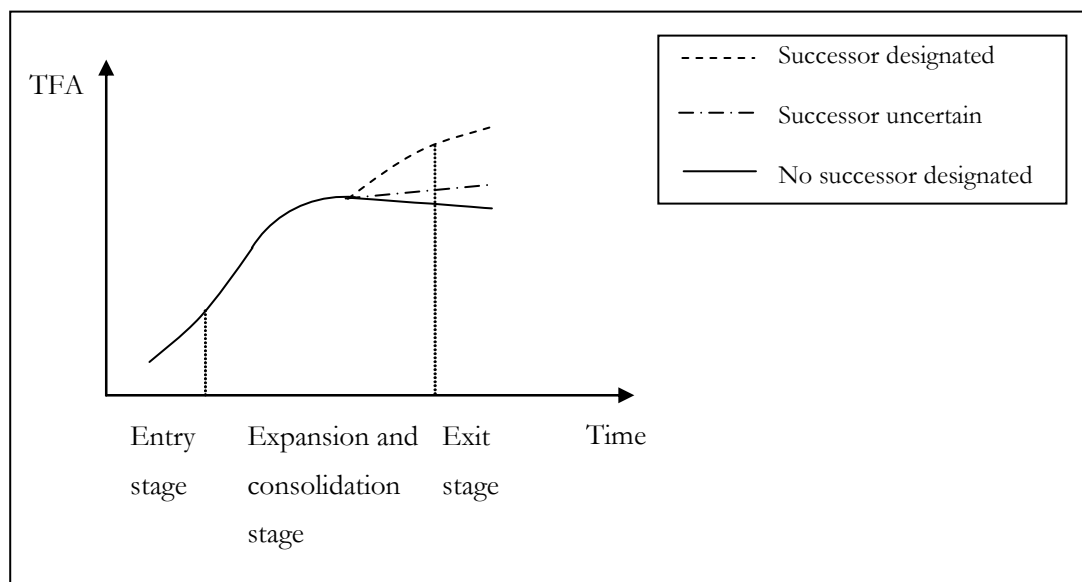 TFA
Successor designated
Successor uncertain
No successor designated
Entry
stage
Expansion and
consolidation
stage
Exit
stage
Time